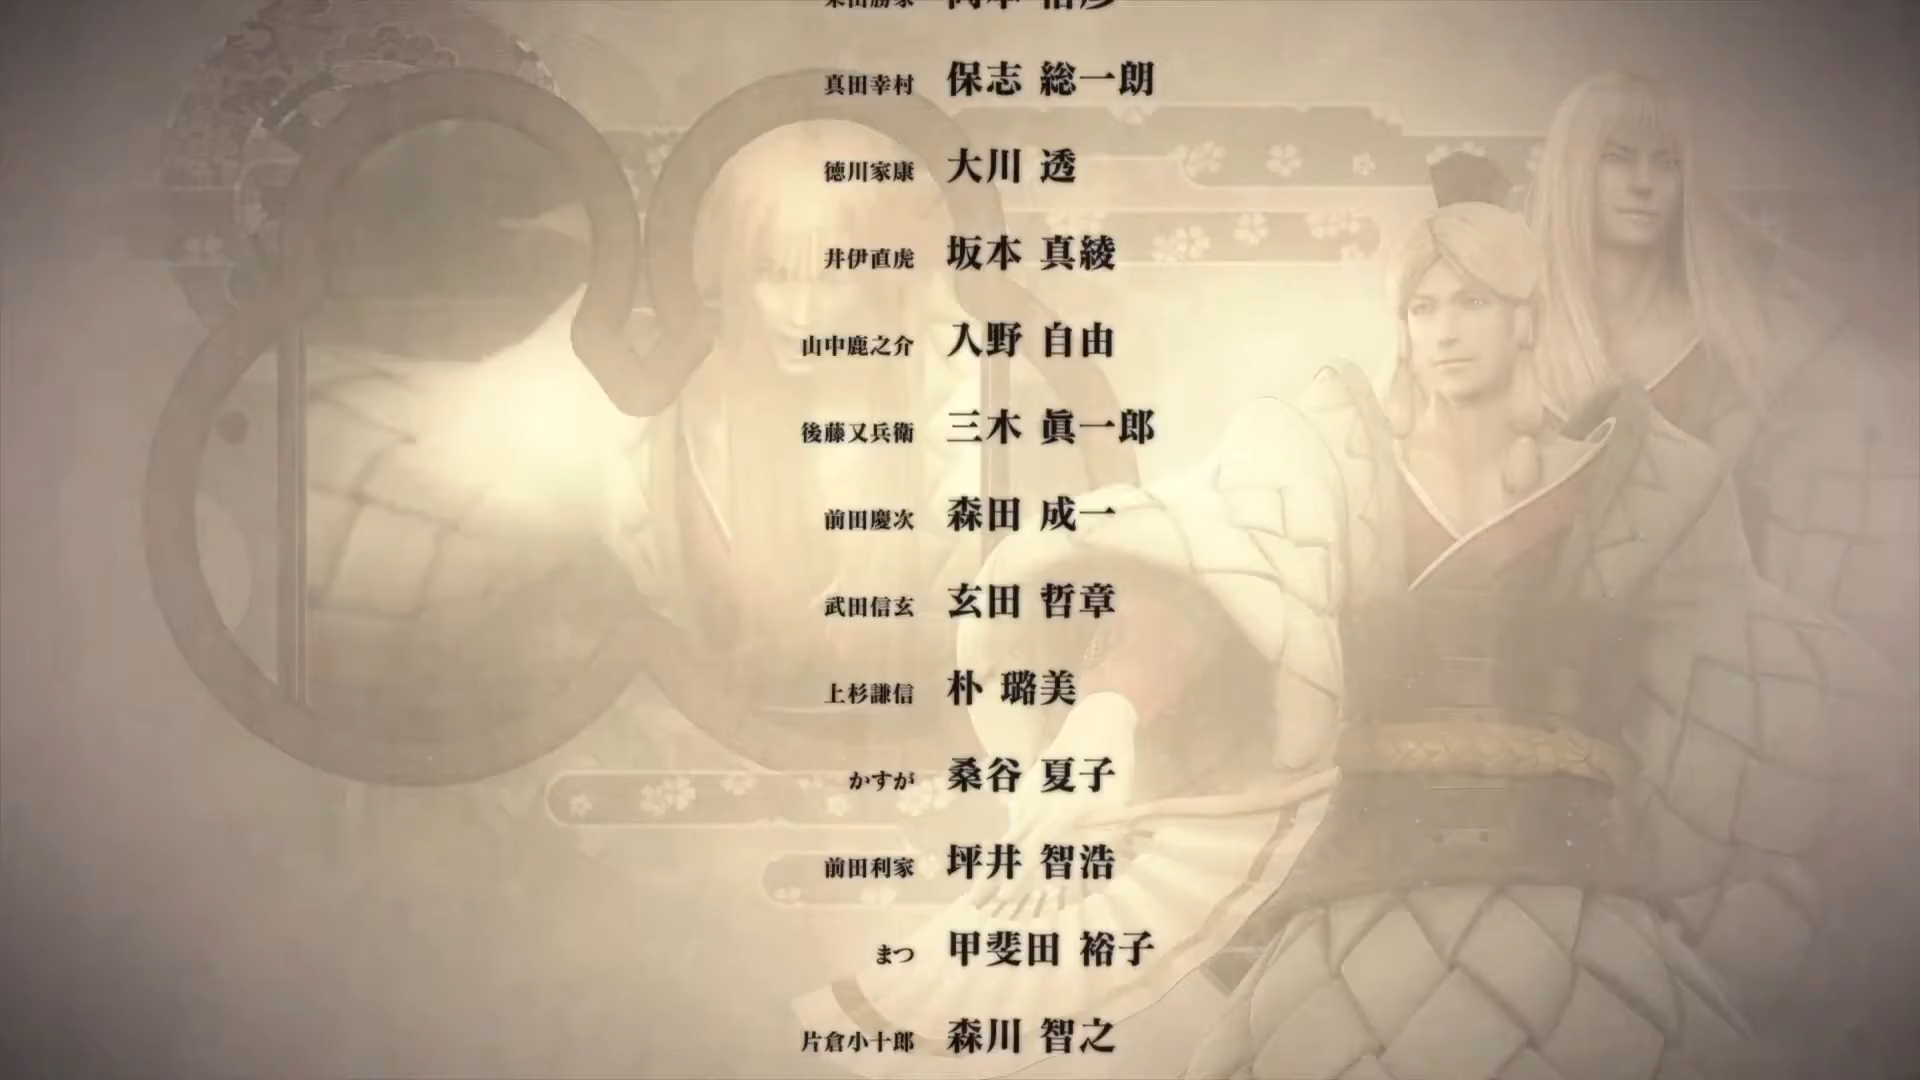 真田幸村 保志 総一朗
徳川家康 大川 透
井伊直虎 坂本 真綾
山中鹿之介 入野 自由
後藤又兵衛 三木 眞一郎
前田慶次 森田 成一
武田信玄 玄田 哲章
上杉謙信 朴 璐美
かすが 桑谷 夏子
前田利家 坪井 智浩
まつ 甲斐田 裕子
片倉小十郎 森川 智之